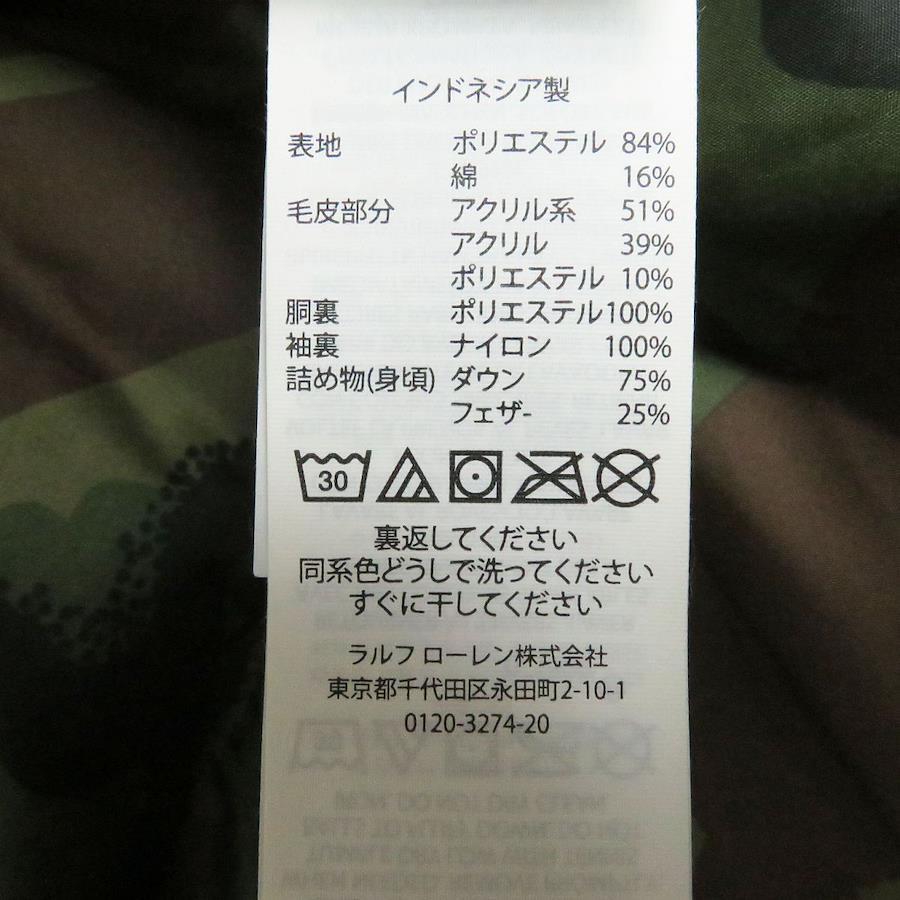 インドネシア製
表地 ポリエステル 84%
綿 16%
毛皮部分 アクリル系 51%
アクリル 39%
ポリエステル 10%
胴裏 ポリエステル100%
袖裏 ナイロン 100%
詰め物(身頃) ダウン 75%
フェザ- 25%
30
裏返してください
同系色どうしで洗ってください
すぐに干してください
ラルフ ローレン株式会社
東京都千代田区永田町2-10-1
0120-3274-20